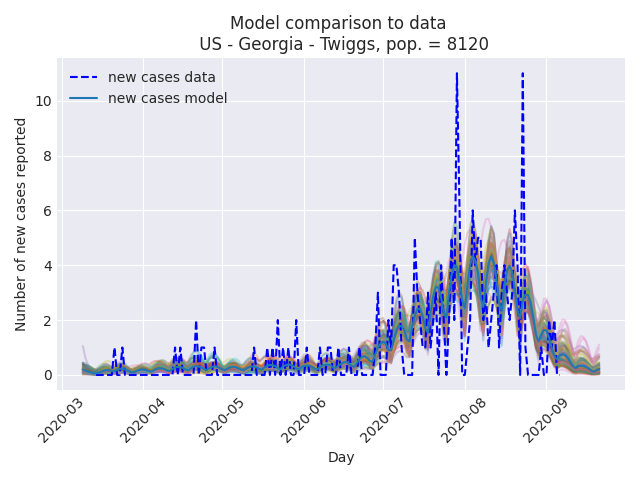 Model comparison to data
US - Georgia - Twiggs, pop. = 8120
new cases data
new cases model
Number of new cases reported
10
8
6
4
2
0
2020-03
2020-04
2020-05
2020-06
2020-07
2020-08
2020-09
Day